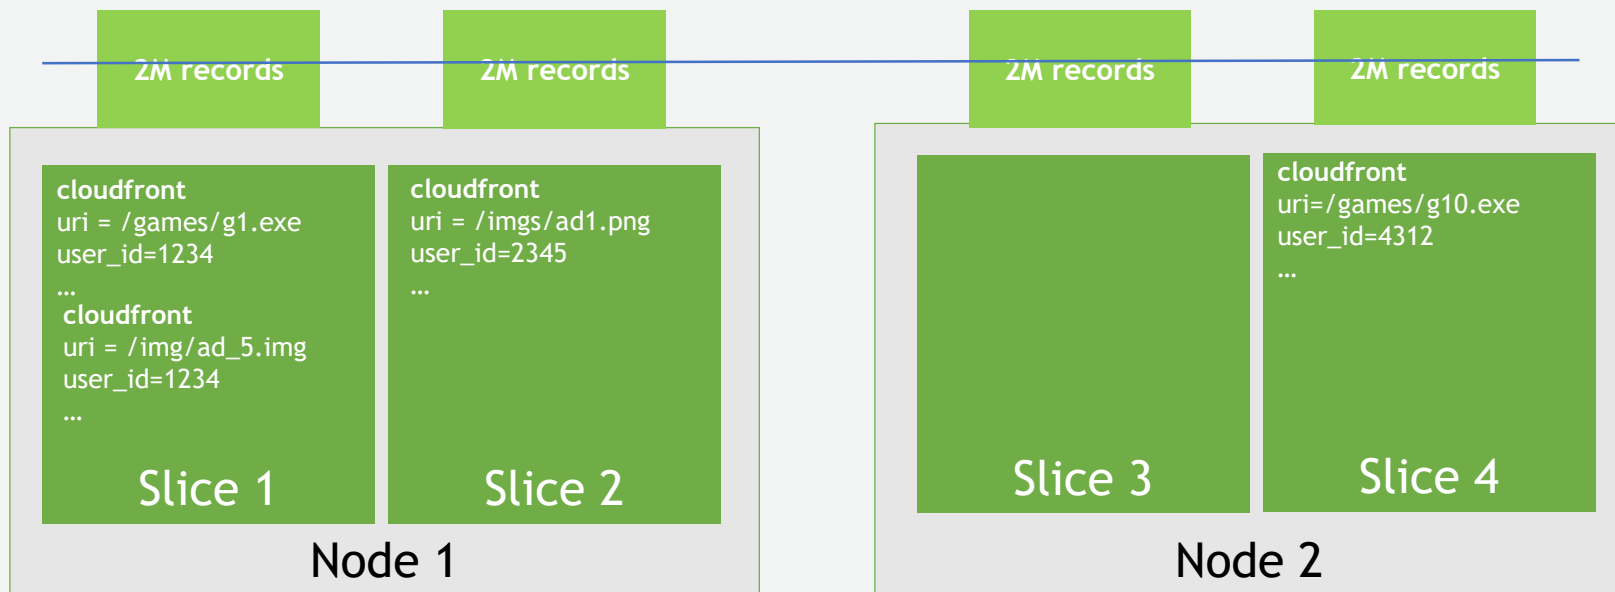 2M records
2M records
2M records
2M records
cloudfront
uri = /games/g1.exe
user_id=1234
…
cloudfront
uri = /img/ad_5.img
user_id=1234
…
Slice 1
cloudfront
uri = /imgs/ad1.png
user_id=2345
…
Slice 2
Node 1
Slice 3
cloudfront
uri=/games/g10.exe
user_id=4312
…
Slice 4
Node 2